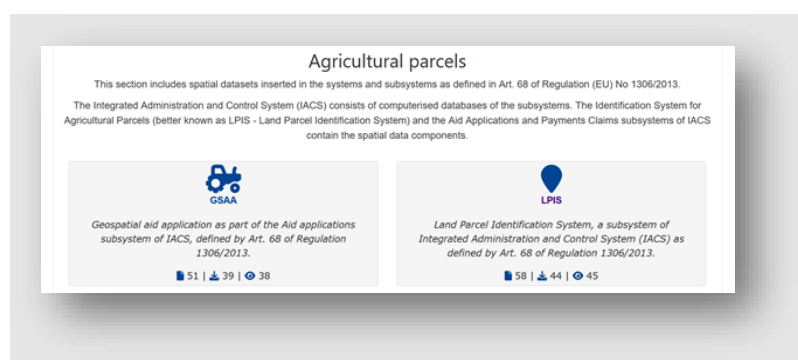 Agricultural parcels
This section includes spatial datasets inserted in the systems and subsystems as defined in Art. 68 of Regulation (EU) No 1306/2013.
The Integrated Administration and Control System (IACS) consists of computerised databases of the subsystems. The Identification System for
Agricultural Parcels (better known as LPIS - Land Parcel Identification System) and the Aid Applications and Payments Claims subsystems of IACS
contain the spatial data components.
GSAA
Geospatial aid application as part of the Aid applications
subsystem of IACS, defined by Art. 68 of Regulation
1306/2013.
51 | 39 | 38
LPIS
Land Parcel Identification System, a subsystem of
Integrated Administration and Control System (IACS) as
defined by Art. 68 of Regulation 1306/2013.
58 | 44 | 45